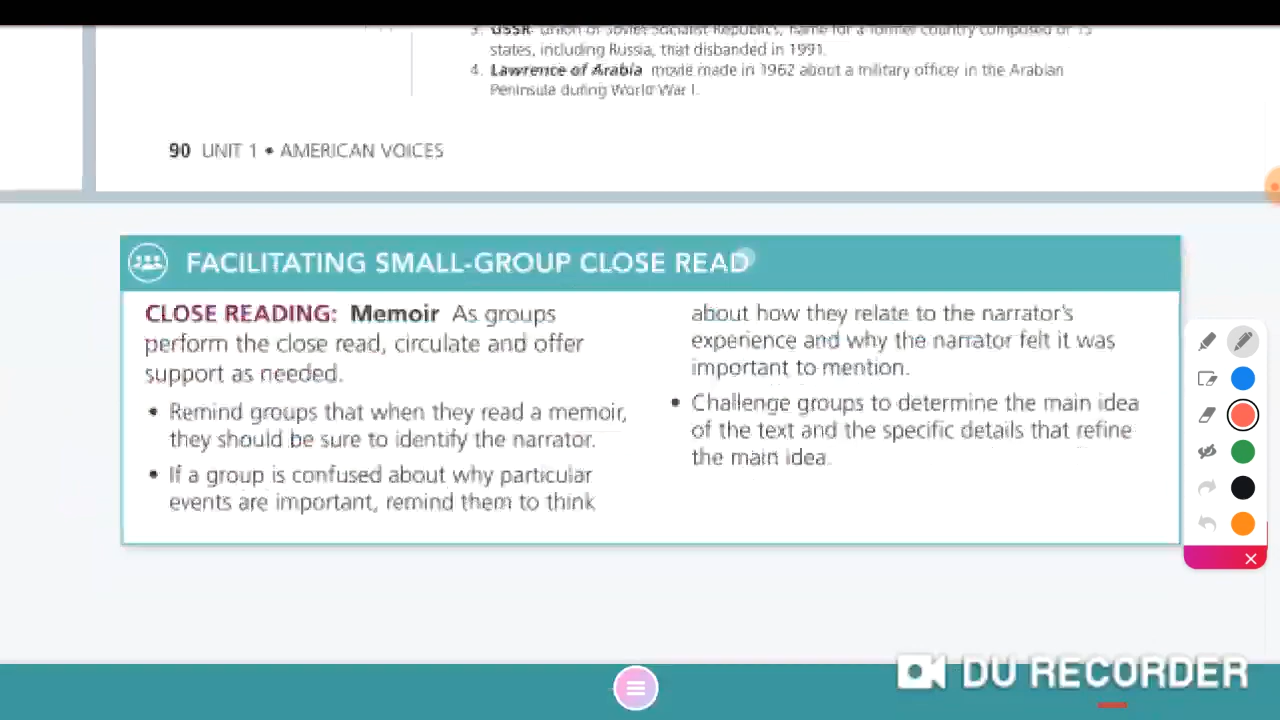 3. USSR Union of Soviet Socialist Republics, name for a former country composed of 15
states, including Russia, that disbanded in 1991.
4. Lawrence of Arabia movie made in 1962 about a military officer in the Arabian
Peninsula during World War I.
90 UNIT 1 • AMERICAN VOICES
FACILITATING SMALL-GROUP CLOSE READ
CLOSE READING: Memoir As groups
perform the close read, circulate and offer
support as needed.
• Remind groups that when they read a memoir,
they should be sure to identify the narrator.
• If a group is confused about why particular
events are important, remind them to think
about how they relate to the narrator's
experience and why the narrator felt it was
important to mention.
• Challenge groups to determine the main idea
of the text and the specific details that refine
the main idea.
DU RECORDER